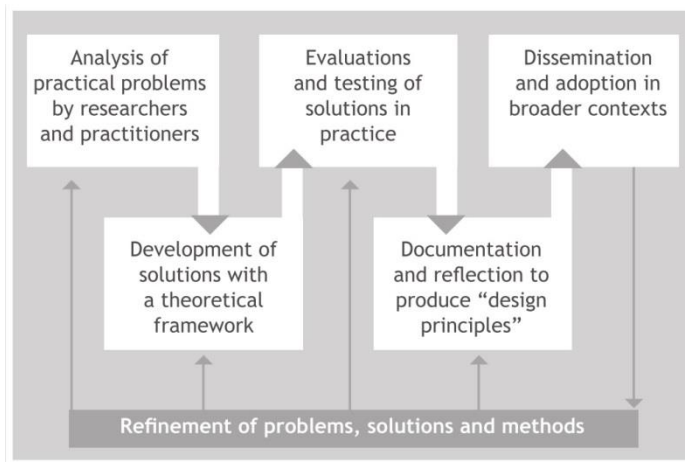 Analysis of
practical problems
by researchers
and practitioners
Evaluations
and testing of
solutions in
practice
Dissemination
and adoption in
broader contexts
Development of
solutions with
a theoretical
framework
Documentation
and reflection to
produce “design
principles”
Refinement of problems, solutions and methods